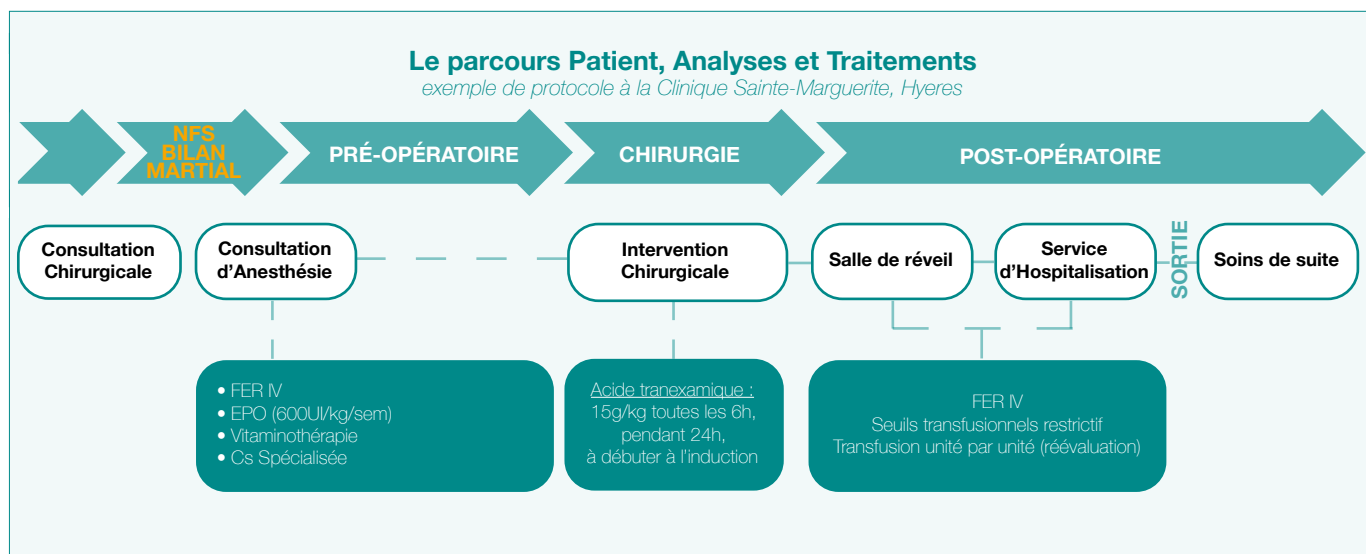 Le parcours Patient, Analyses et Traitements
exemple de protocole à la Clinique Sainte-Marguerite, Hyeres
NFS
BILAN
MARTIAL
PRÉ-OPÉRATOIRE
CHIRURGIE
POST-OPÉRATOIRE
Consultation
Chirurgicale
Consultation
d'Anesthésie
Intervention
Chirurgicale
Salle de réveil
Service
d'Hospitalisation
SORTIE
Soins de suite
• FER IV
• EPO (600UI/kg/sem)
• Vitaminothérapie
• Cs Spécialisée
Acide tranexamique :
15g/kg toutes les 6h,
pendant 24h,
à débuter à l'induction
FER IV
Seuils transfusionnels restrictif
Transfusion unité par unité (réévaluation)